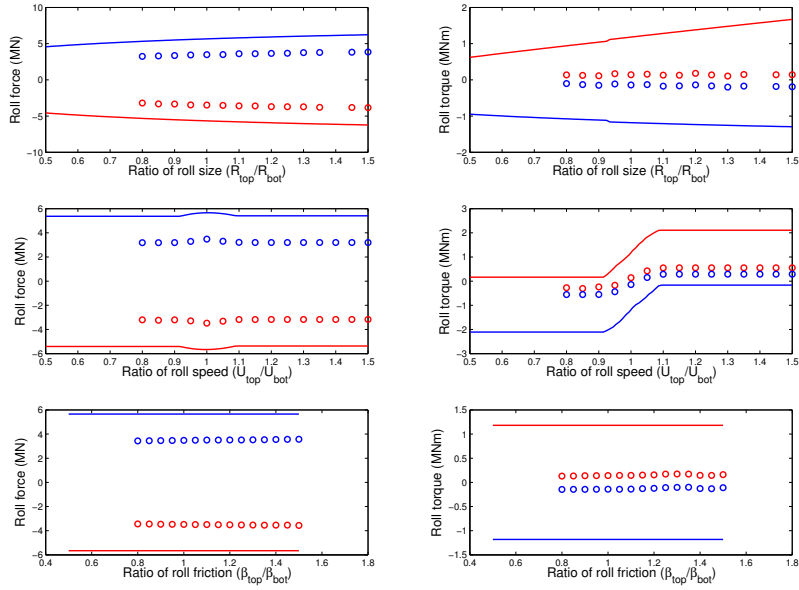 10
5
0
−5
−10
Roll force (MN)
0.5 0.6 0.7 0.8 0.9 1 1.1 1.2 1.3 1.4 1.5
Ratio of roll size (R_top/R_bot)
2
1
0
−1
−2
Roll torque (MNm)
0.5 0.6 0.7 0.8 0.9 1 1.1 1.2 1.3 1.4 1.5
Ratio of roll size (R_top/R_bot)
6
4
2
0
−2
−4
−6
Roll force (MN)
0.5 0.6 0.7 0.8 0.9 1 1.1 1.2 1.3 1.4 1.5
Ratio of roll speed (U_top/U_bot)
3
2
1
0
−1
−2
−3
Roll torque (MNm)
0.5 0.6 0.7 0.8 0.9 1 1.1 1.2 1.3 1.4 1.5
Ratio of roll speed (U_top/U_bot)
6
4
2
0
−2
−4
−6
Roll force (MN)
0.4 0.6 0.8 1 1.2 1.4 1.6 1.8
Ratio of roll friction (β_top/β_bot)
1.5
1
0.5
0
−0.5
−1
−1.5
Roll torque (MNm)
0.4 0.6 0.8 1 1.2 1.4 1.6 1.8
Ratio of roll friction (β_top/β_bot)